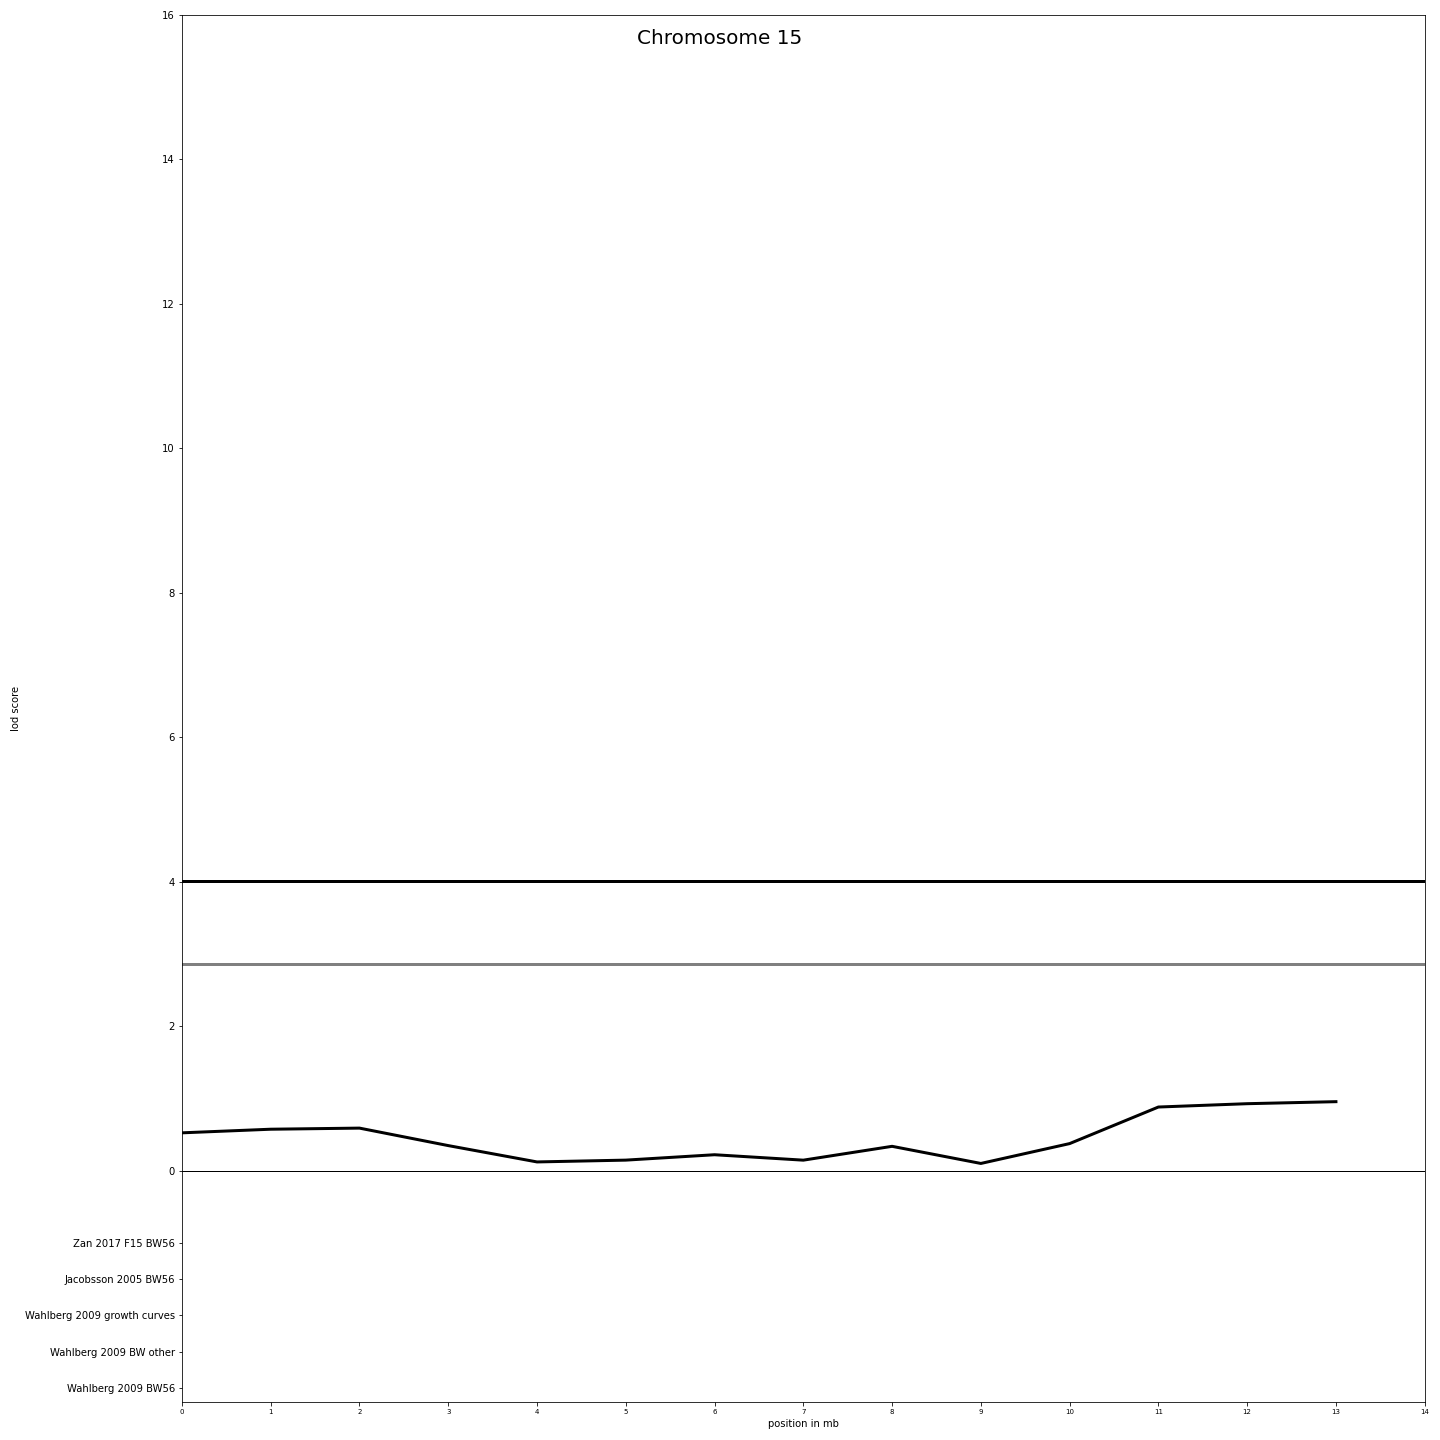 Chromosome 15
16
14
12
10
8
6
4
2
0
lod score
Zan 2017 F15 BW56
Jacobsson 2005 BW56
Wahlberg 2009 growth curves
Wahlberg 2009 BW other
Wahlberg 2009 BW56
0 1 2 3 4 5 6 7 8 9 10 11 12 13 14
position in mb